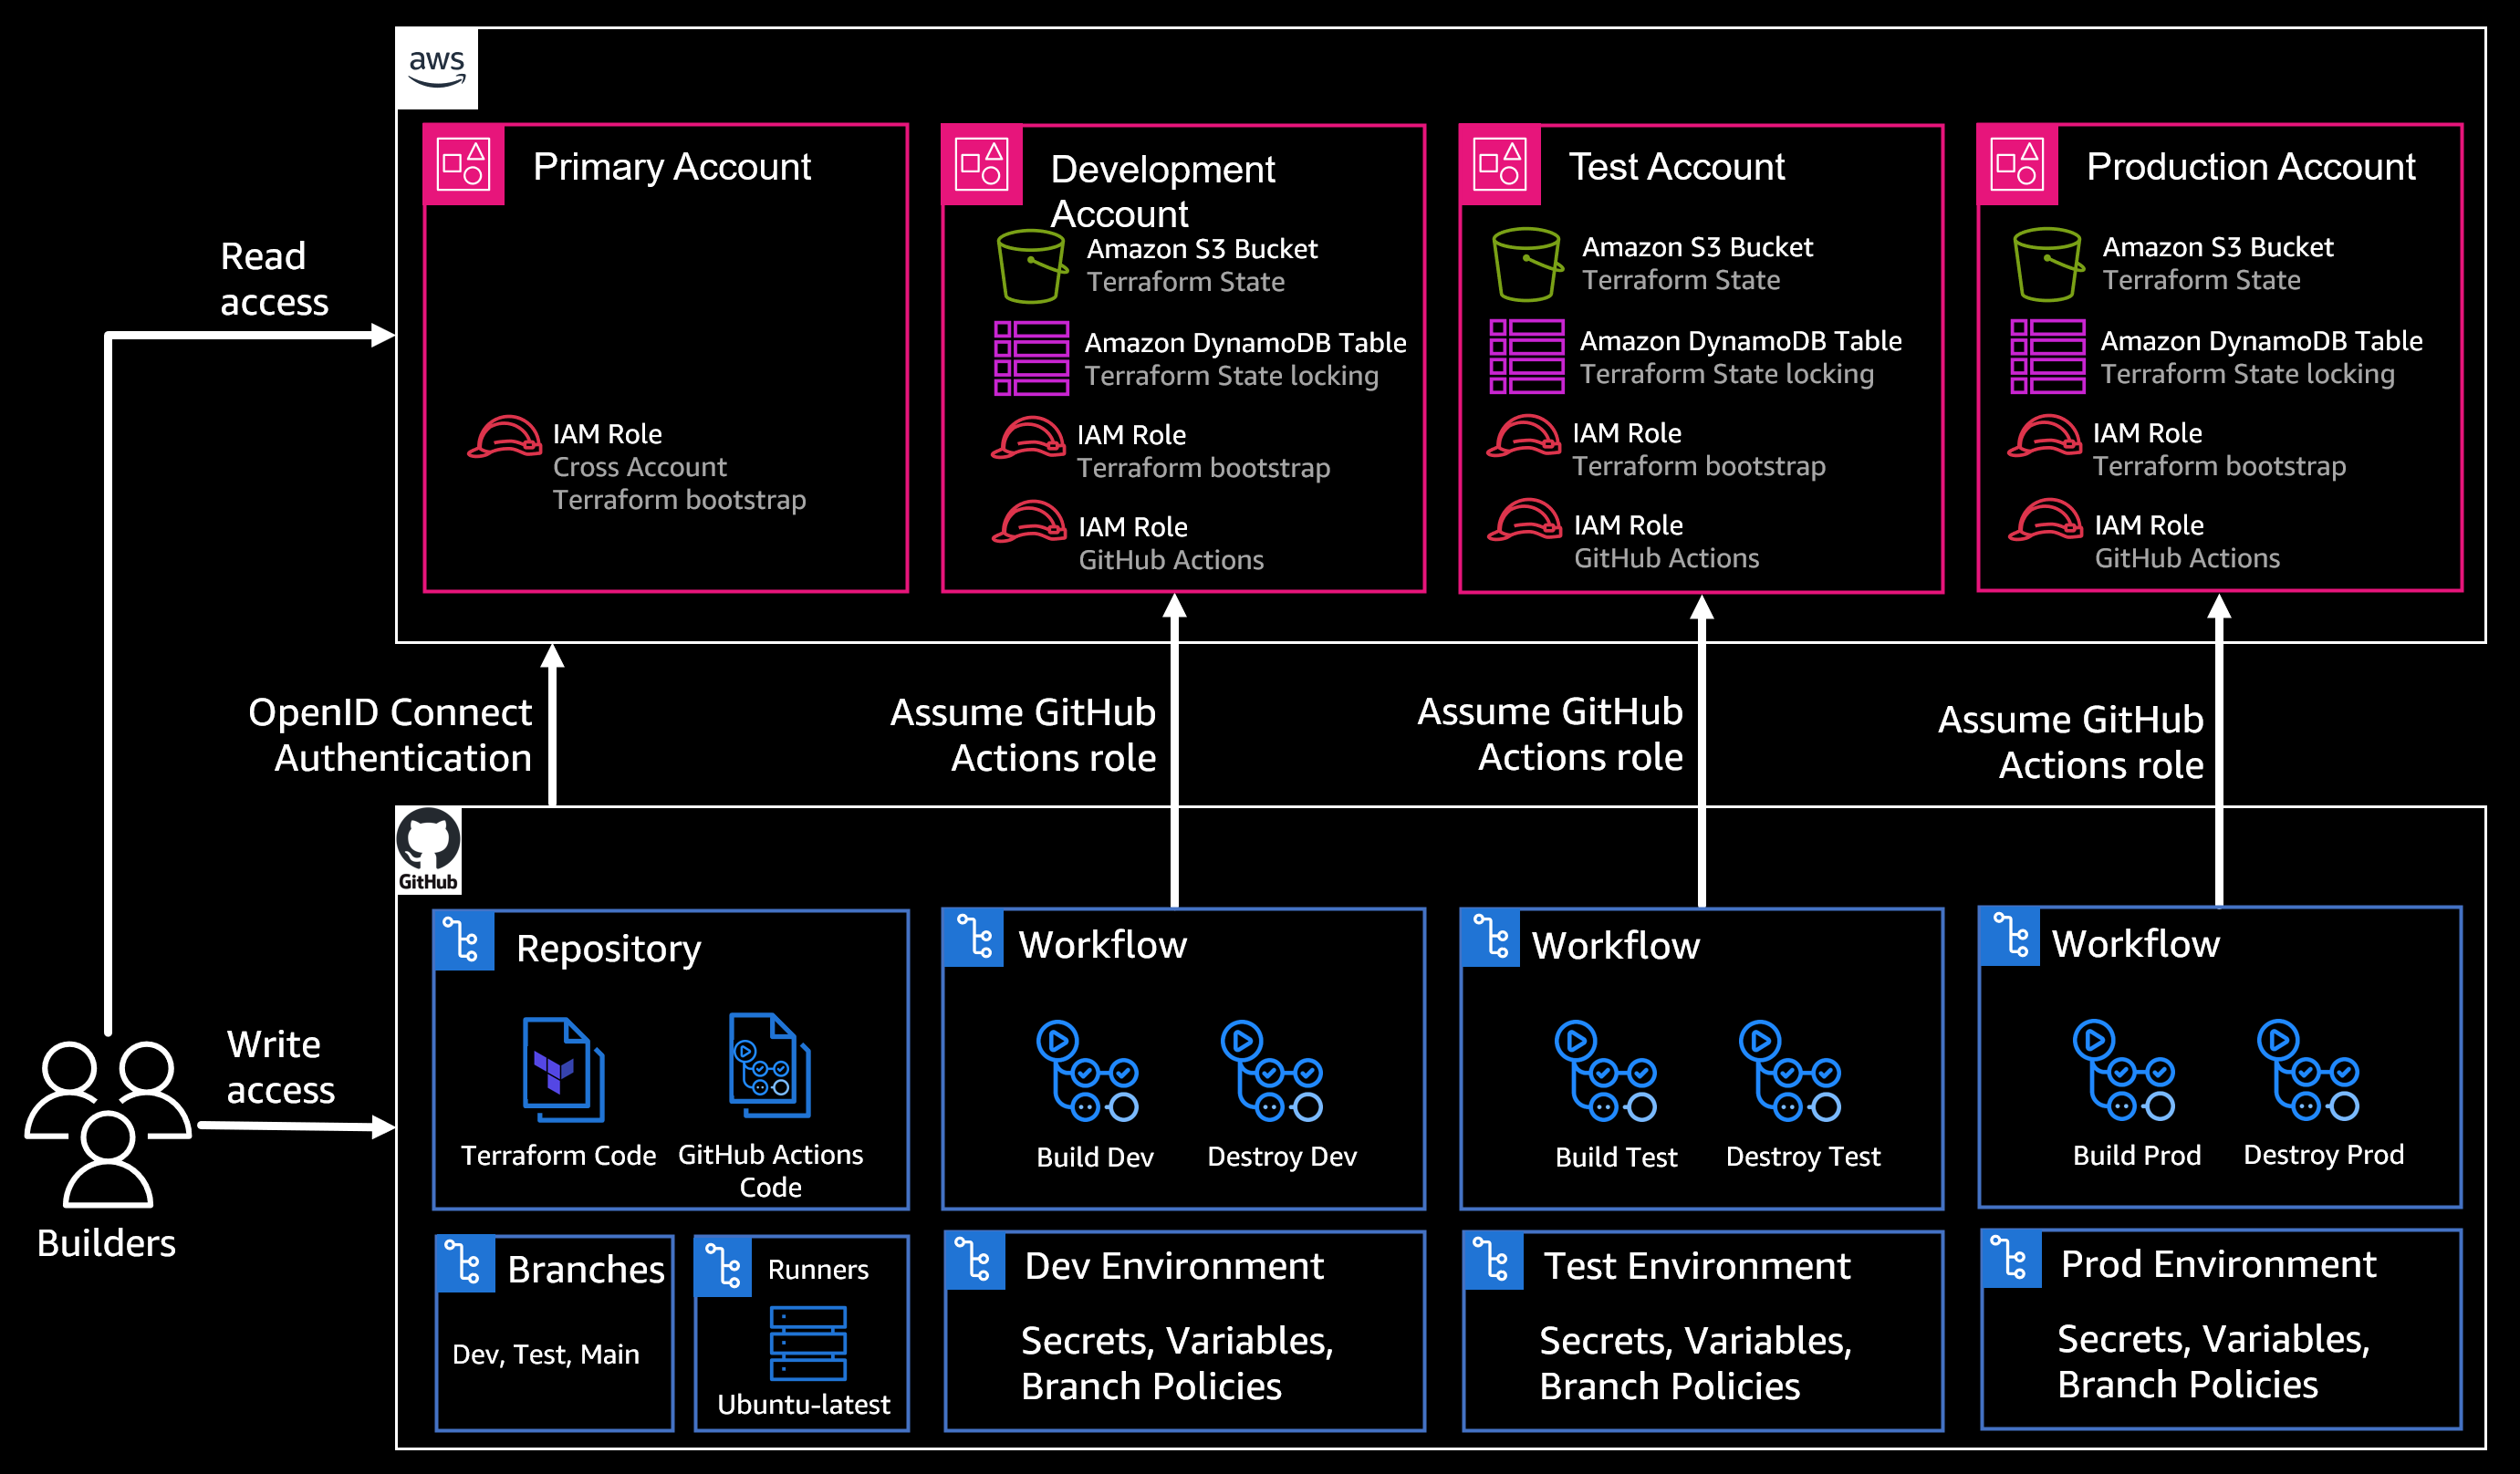 aws
Primary Account
IAM Role
Cross Account
Terraform bootstrap
Development
Account
Amazon S3 Bucket
Terraform State
Amazon DynamoDB Table
Terraform State locking
IAM Role
Terraform bootstrap
IAM Role
GitHub Actions
Test Account
Amazon S3 Bucket
Terraform State
Amazon DynamoDB Table
Terraform State locking
IAM Role
Terraform bootstrap
IAM Role
GitHub Actions
Production Account
Amazon S3 Bucket
Terraform State
Amazon DynamoDB Table
Terraform State locking
IAM Role
Terraform bootstrap
IAM Role
GitHub Actions
Read
access
OpenID Connect
Authentication
Assume GitHub
Actions role
Assume GitHub
Actions role
Assume GitHub
Actions role
GitHub
Repository
Terraform Code
GitHub Actions
Code
Workflow
Build Dev
Destroy Dev
Workflow
Build Test
Destroy Test
Workflow
Build Prod
Destroy Prod
Write
access
Builders
Branches
Dev, Test, Main
Runners
Ubuntu-latest
Dev Environment
Secrets, Variables,
Branch Policies
Test Environment
Secrets, Variables,
Branch Policies
Prod Environment
Secrets, Variables,
Branch Policies